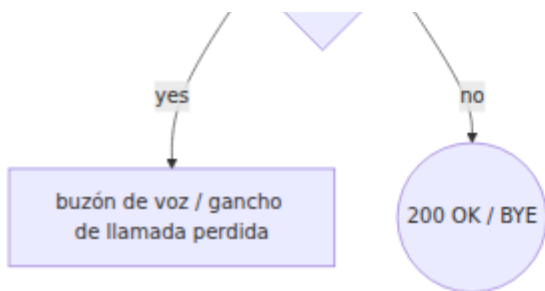 yes
no
buzón de voz / gancho
de llamada perdida
200 OK / BYE